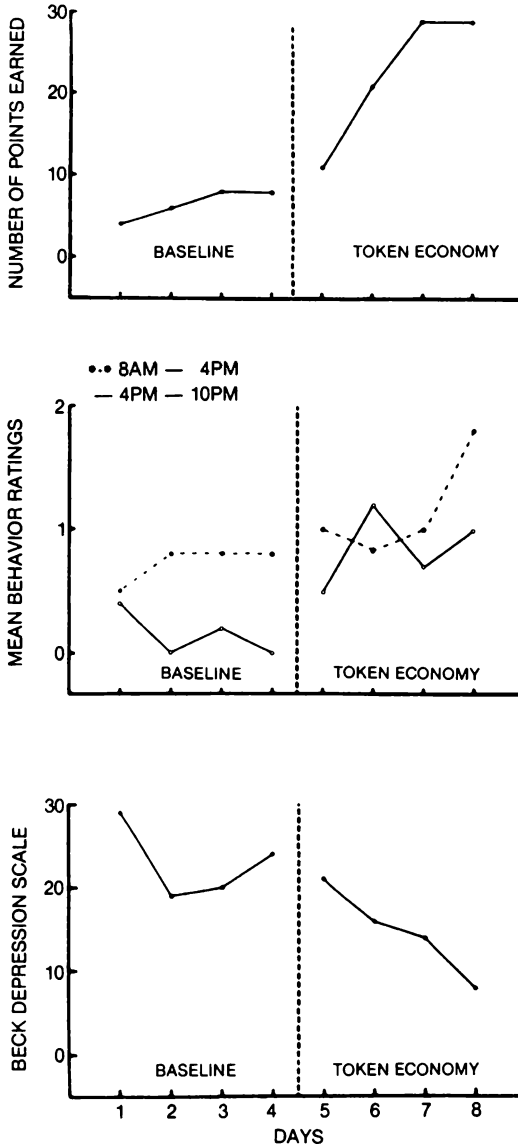 NUMBER OF POINTS EARNED
30
20
10
0
BASELINE
TOKEN ECONOMY
8AM — 4PM
4PM — 10PM
MEAN BEHAVIOR RATINGS
2
1
0
BASELINE
TOKEN ECONOMY
BECK DEPRESSION SCALE
30
20
10
0
BASELINE
TOKEN ECONOMY
1 2 3 4 5 6 7 8
DAYS